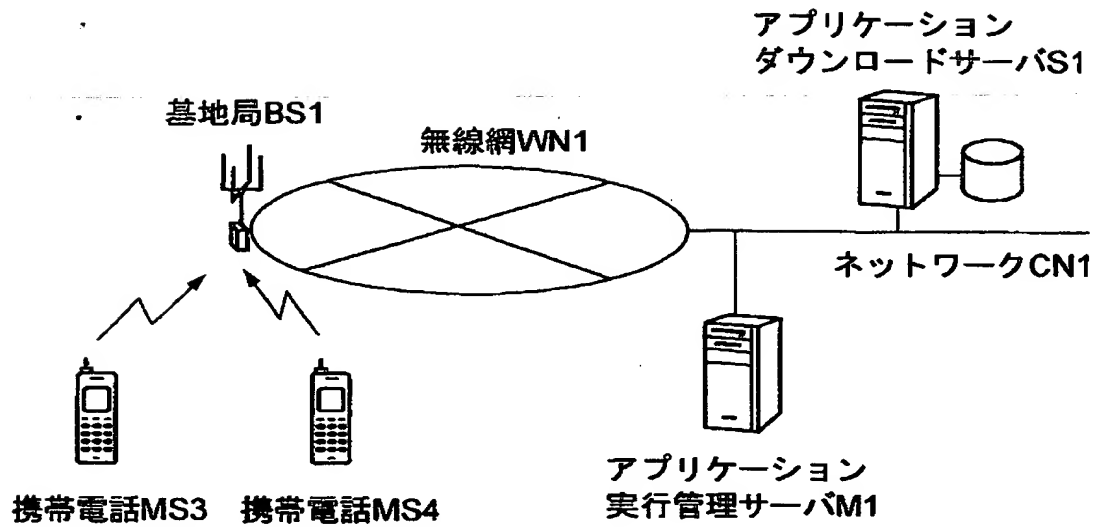 アプリケーション
ダウンロードサーバS1
基地局BS1
無線網WN1
ネットワークCN1
アプリケーション
実行管理サーバM1
携帯電話MS3
携帯電話MS4